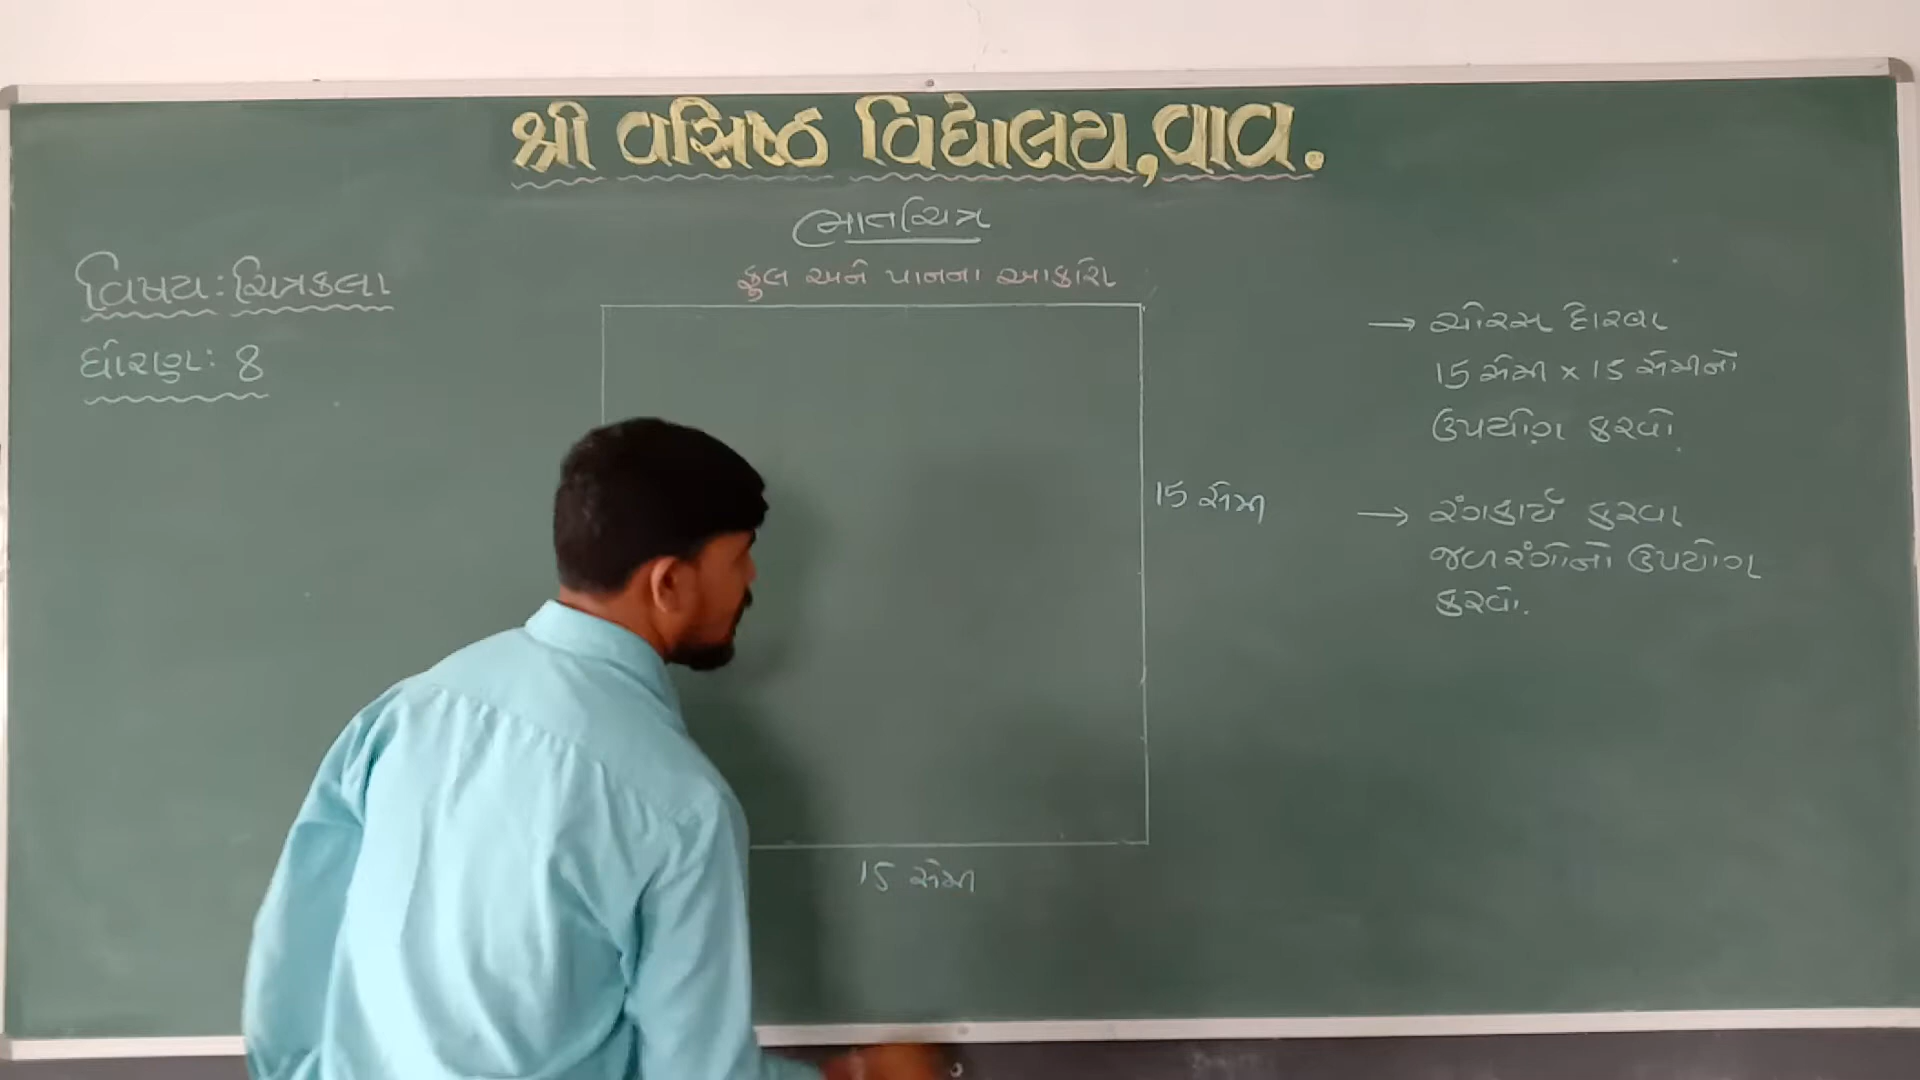 શ્રી વસિષ્ઠ વિદ્યાલય, વાવ.
ભાતચિત્ર
ફુલ અને પાનના આકારો
વિષય: ચિત્રકલા
ધોરણ: 8
15 સેમી
15 સેમી
→ ચોરસ દોરવા
15 સેમી × 15 સેમીનો
ઉપયોગ કરવો.
→ રંગકાર્ય કરવા
જળરંગોનો ઉપયોગ
કરવો.